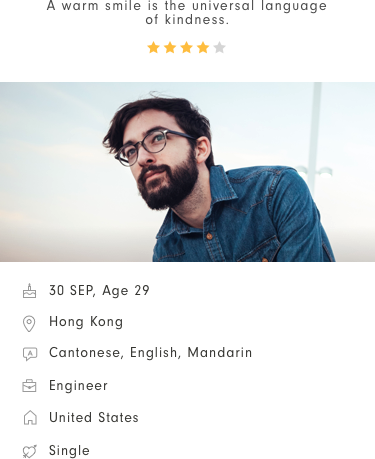 A warm smile is the universal language
of kindness.
30 SEP, Age 29
Hong Kong
Cantonese, English, Mandarin
Engineer
United States
Single